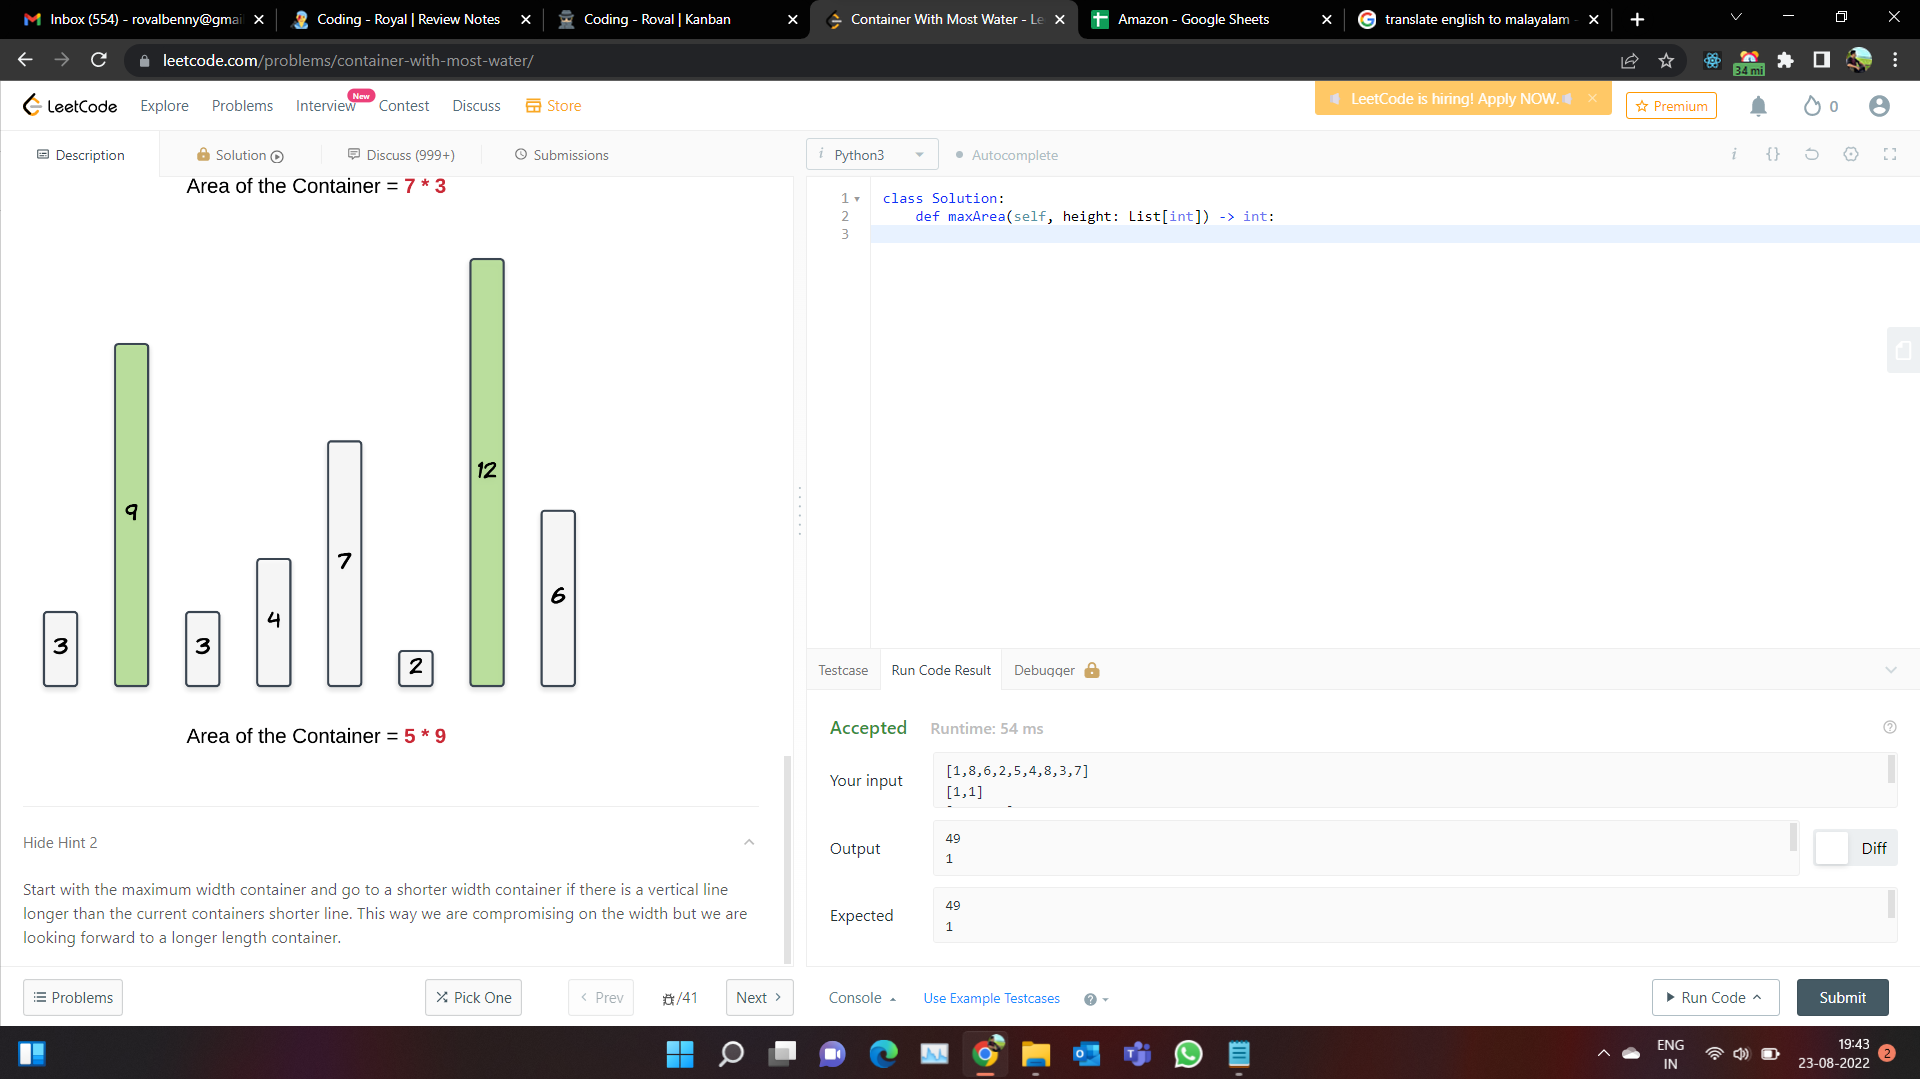 Inbox (554) - rovalbenny@gmai
Coding - Royal | Review Notes
Coding - Roval | Kanban
Container With Most Water - Le
Amazon - Google Sheets
translate english to malayalam -
leetcode.com/problems/container-with-most-water/
34 mi
LeetCode
Explore
Problems
Interview
New
Contest
Discuss
Store
LeetCode is hiring! Apply NOW.
Premium
0
Description
Solution
Discuss (999+)
Submissions
i Python3
Autocomplete
Area of the Container = 7 * 3
1 class Solution:
2 def maxArea(self, height: List[int]) -> int:
3
3
9
3
4
7
2
12
6
Area of the Container = 5 * 9
Hide Hint 2
Start with the maximum width container and go to a shorter width container if there is a vertical line
longer than the current containers shorter line. This way we are compromising on the width but we are
looking forward to a longer length container.
Testcase
Run Code Result
Debugger
Accepted
Runtime: 54 ms
Your input
[1,8,6,2,5,4,8,3,7]
[1,1]
Output
49
1
Diff
Expected
49
1
Problems
Pick One
Prev
/41
Next
Console
Use Example Testcases
Run Code
Submit
ENG
IN
19:43
23-08-2022
2